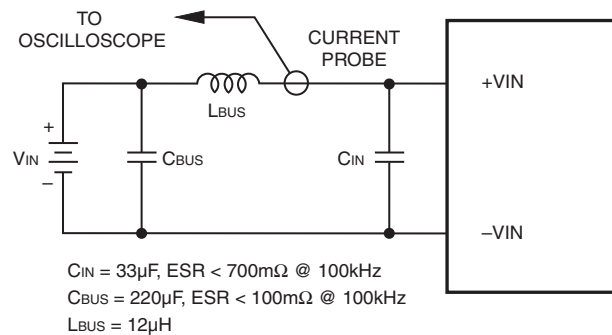 TO
OSCILLOSCOPE
CURRENT
PROBE
LBUS
+VIN
+
VIN
–
CBUS
CIN
–VIN
CIN = 33µF, ESR < 700mΩ @ 100kHz
CBUS = 220µF, ESR < 100mΩ @ 100kHz
LBUS = 12µH